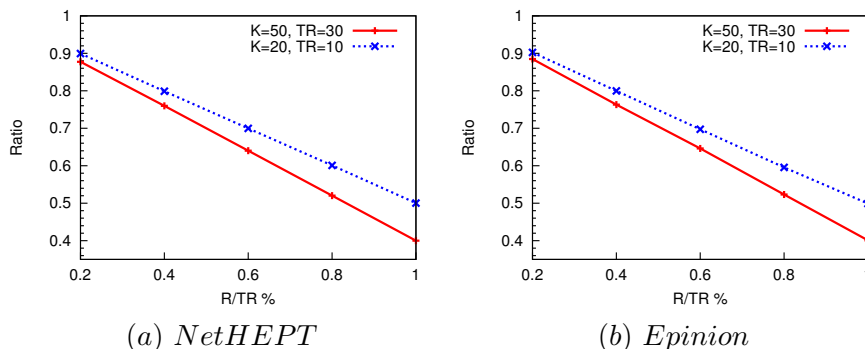 K=50, TR=30
K=20, TR=10
1
0.9
0.8
0.7
0.6
0.5
0.4
Ratio
0.2 0.4 0.6 0.8 1
R/TR %
(a) NetHEPT
K=50, TR=30
K=20, TR=10
1
0.9
0.8
0.7
0.6
0.5
0.4
Ratio
0.2 0.4 0.6 0.8
R/TR %
(b) Epinion